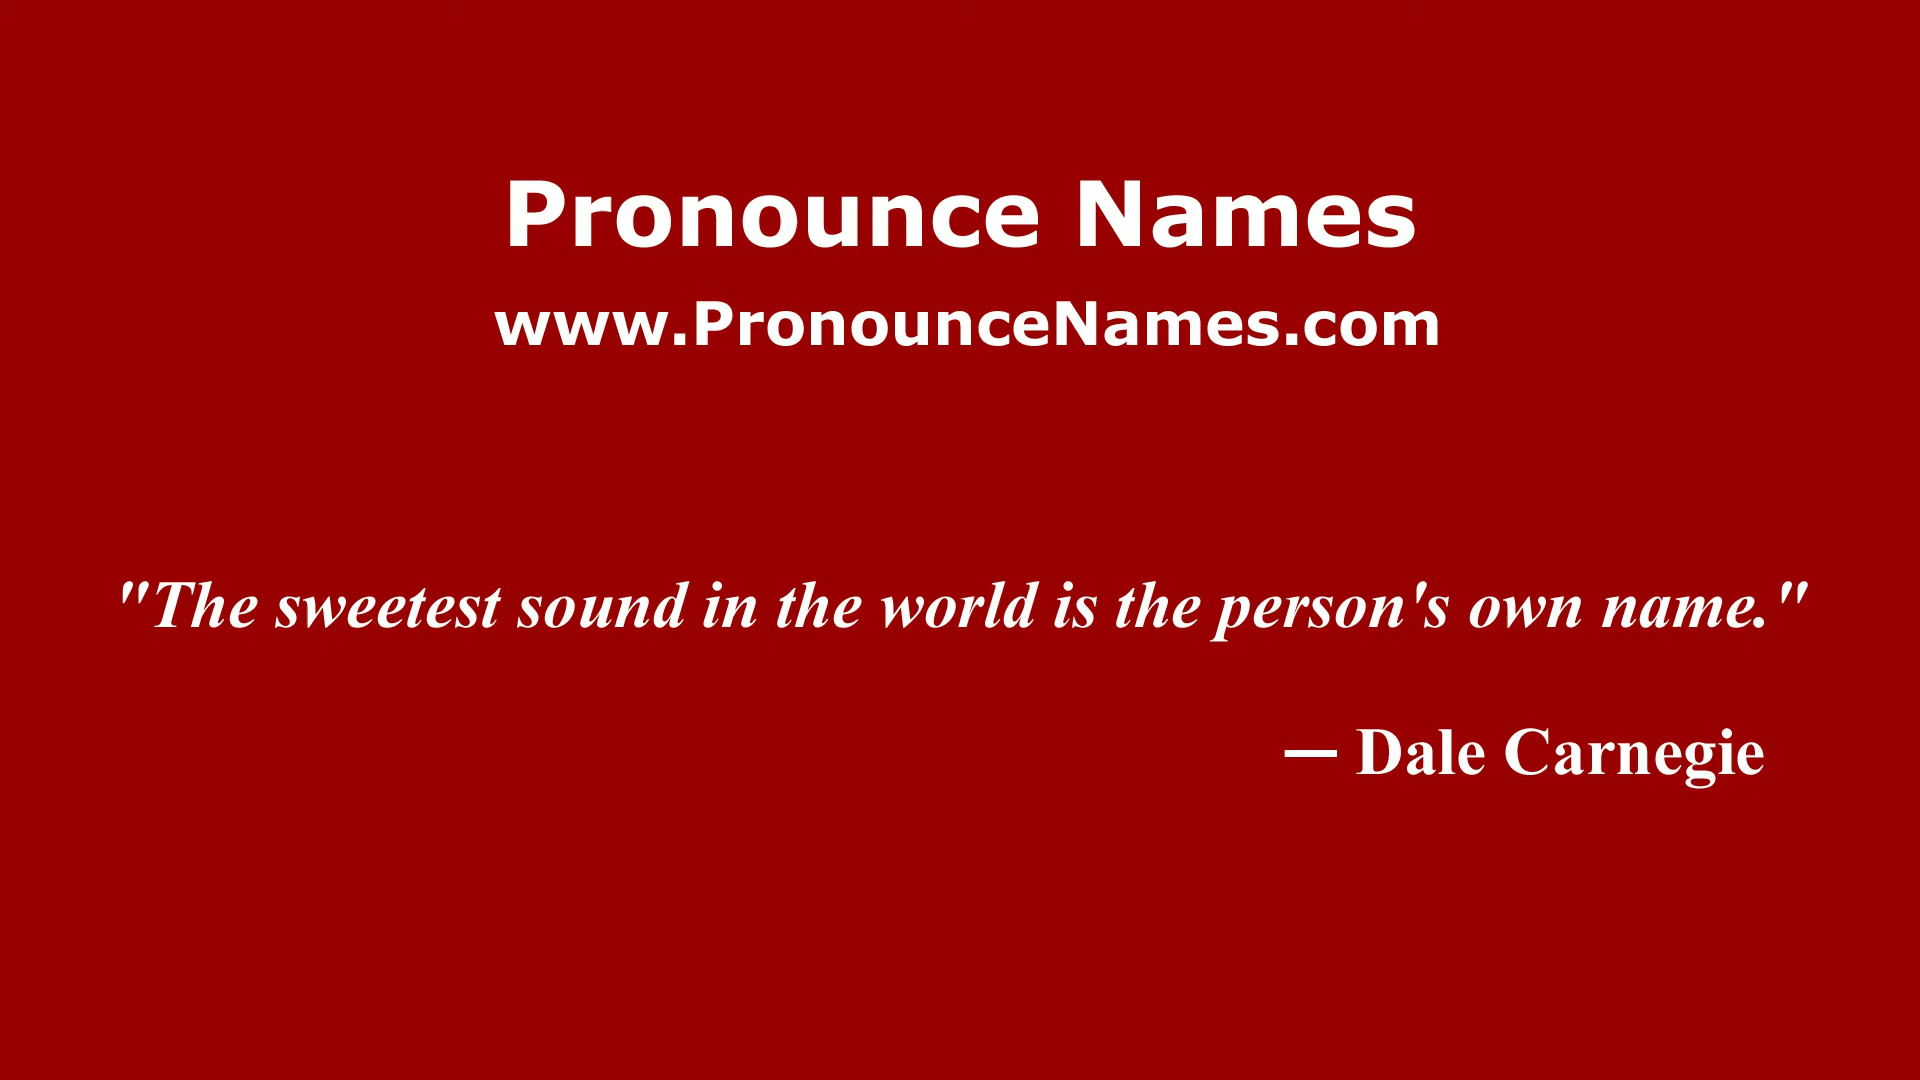 Pronounce Names
www.PronounceNames.com
"The sweetest sound in the world is the person's own name."
— Dale Carnegie